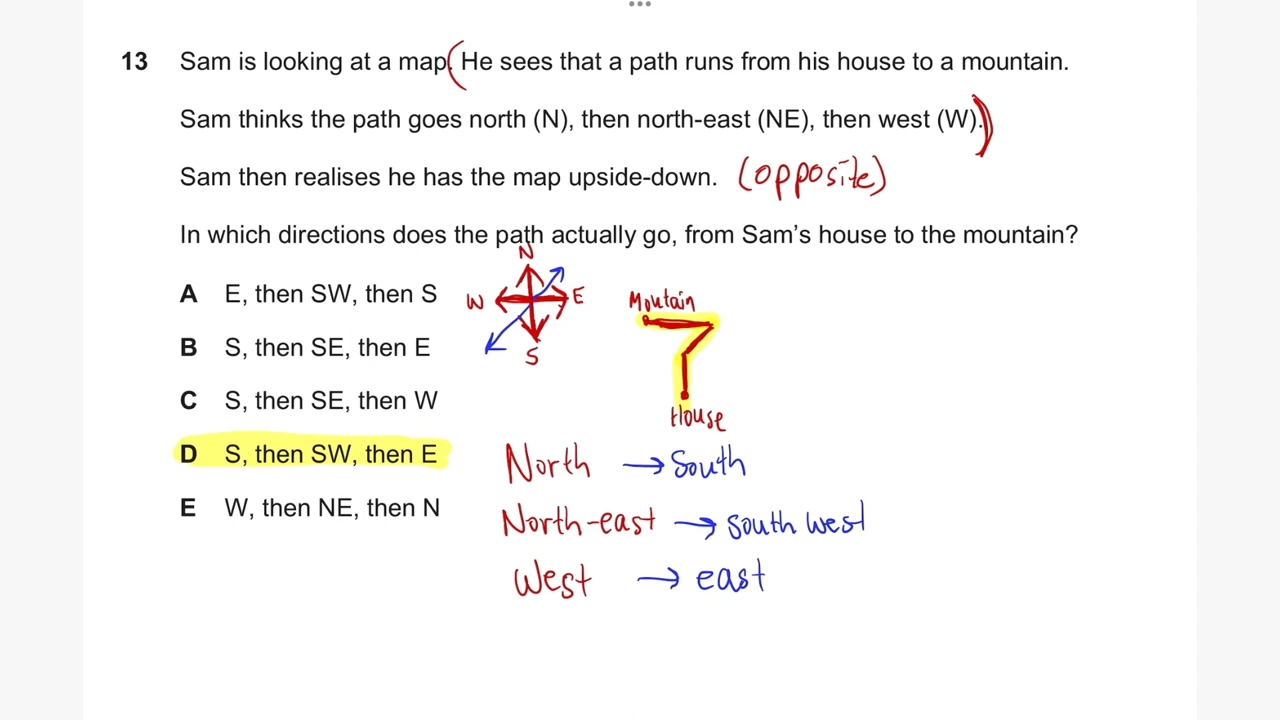 13 Sam is looking at a map. (He sees that a path runs from his house to a mountain.
Sam thinks the path goes north (N), then north-east (NE), then west (W).)
Sam then realises he has the map upside-down. (opposite)
In which directions does the path actually go, from Sam's house to the mountain?
A E, then SW, then S
B S, then SE, then E
C S, then SE, then W
D S, then SW, then E
E W, then NE, then N
N
W E
S
Moutain
House
North → South
North-east → South west
West → east